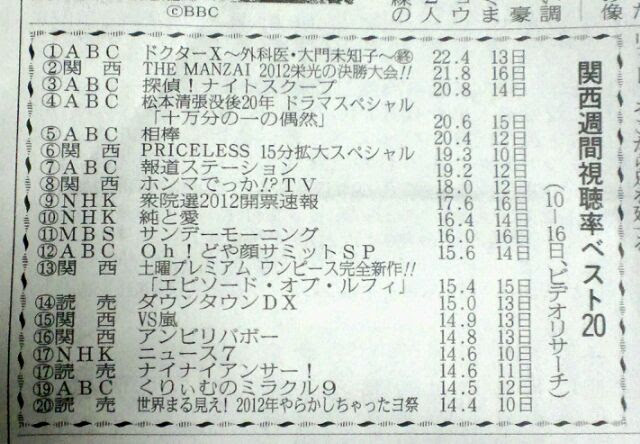 ©BBC
関西週間視聴率ベスト20
(10―16日、ビデオリサーチ)
①ABC ドクターX〜外科医・大門未知子〜㊡ 22.4 13日
②関西 THE MANZAI 2012栄光の決勝大会!! 21.8 16日
③ABC 探偵!ナイトスクープ 20.8 14日
④ABC 松本清張没後20年 ドラマスペシャル
「十万分の一の偶然」 20.6 15日
⑤ABC 相棒 20.4 12日
⑥関西 PRICELESS 15分拡大スペシャル 19.3 10日
⑦ABC 報道ステーション 19.2 12日
⑧関西 ホンマでっか!?TV 18.0 12日
⑨NHK 衆院選2012開票速報 17.6 16日
⑩NHK 純と愛 16.4 14日
⑪MBS サンデーモーニング 16.0 16日
⑫ABC Oh!どや顔サミットSP 15.6 14日
⑬関西 土曜プレミアム ワンピース完全新作!!
「エピソード・オブ・ルフィ」 15.4 15日
⑭読売 ダウンタウンDX 15.0 13日
⑮関西 VS嵐 14.9 13日
⑯関西 アンビリバボー 14.8 13日
⑰NHK ニュース7 14.6 10日
⑰読売 ナイナイアンサー! 14.6 11日
⑲ABC くりぃむのミラクル9 14.5 12日
⑳読売 世界まる見え!2012年やらかしちゃったヨ祭 14.4 10日